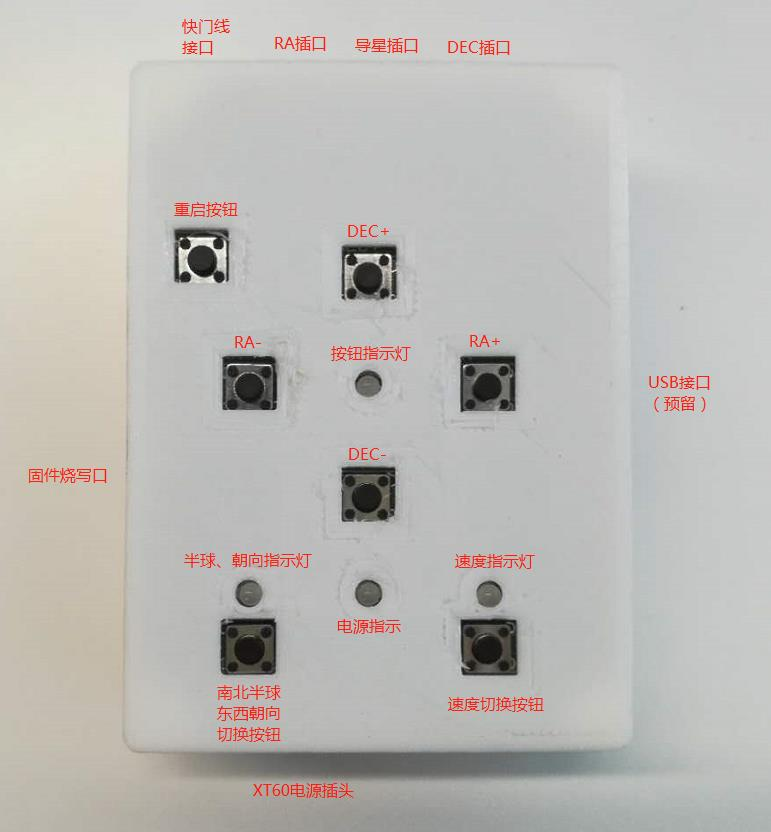 快门线
接口
RA插口
导星插口
DEC插口
重启按钮
DEC+
RA-
按钮指示灯
RA+
USB接口
（预留）
DEC-
固件烧写口
半球、朝向指示灯
速度指示灯
电源指示
南北半球
东西朝向
切换按钮
速度切换按钮
XT60电源插头